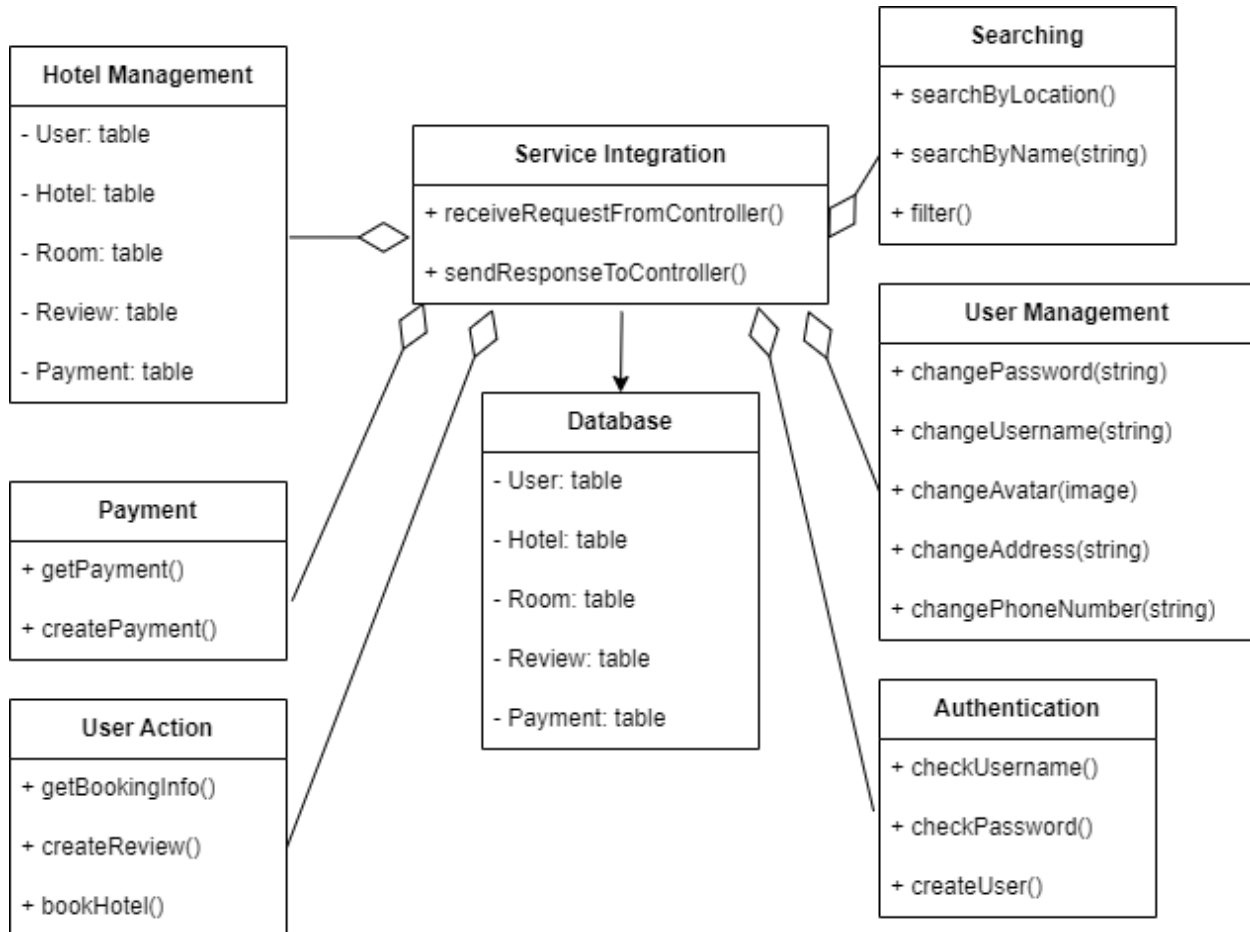 Hotel Management
- User: table
- Hotel: table
- Room: table
- Review: table
- Payment: table
Service Integration
+ receiveRequestFromController()
+ sendResponseToController()
Searching
+ searchByLocation()
+ searchByName(string)
+ filter()
User Management
+ changePassword(string)
+ changeUsername(string)
+ changeAvatar(image)
+ changeAddress(string)
+ changePhoneNumber(string)
Payment
+ getPayment()
+ createPayment()
Database
- User: table
- Hotel: table
- Room: table
- Review: table
- Payment: table
User Action
+ getBookingInfo()
+ createReview()
+ bookHotel()
Authentication
+ checkUsername()
+ checkPassword()
+ createUser()